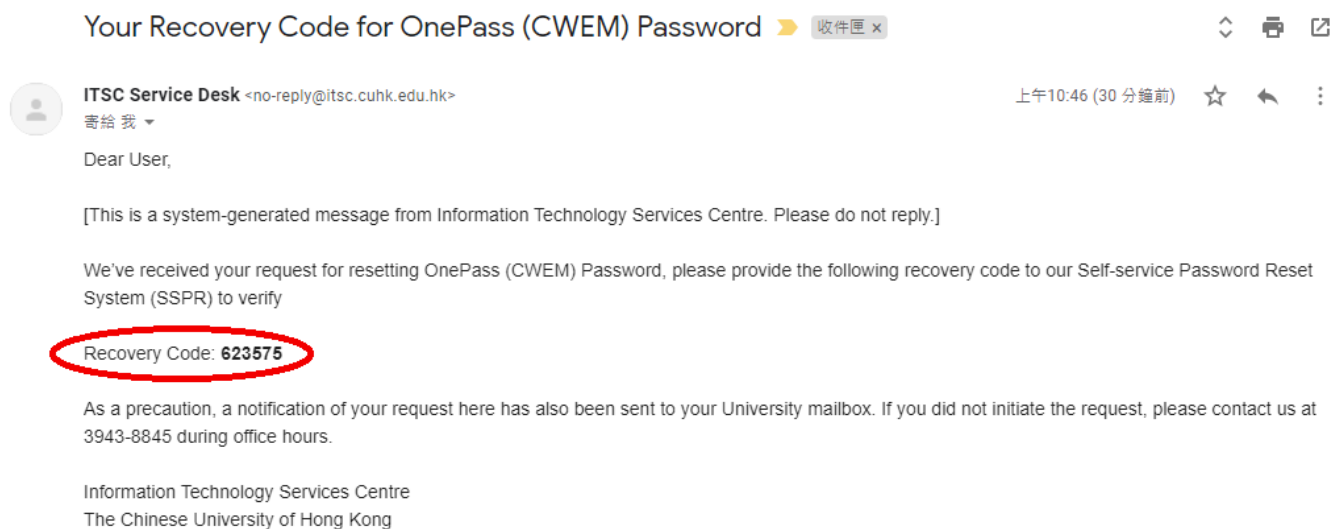 Your Recovery Code for OnePass (CWEM) Password 收件匣 x
ITSC Service Desk <no-reply@itsc.cuhk.edu.hk> 上午10:46 (30 分鐘前)
寄給 我
Dear User,
[This is a system-generated message from Information Technology Services Centre. Please do not reply.]
We’ve received your request for resetting OnePass (CWEM) Password, please provide the following recovery code to our Self-service Password Reset
System (SSPR) to verify
Recovery Code: 623575
As a precaution, a notification of your request here has also been sent to your University mailbox. If you did not initiate the request, please contact us at
3943-8845 during office hours.
Information Technology Services Centre
The Chinese University of Hong Kong